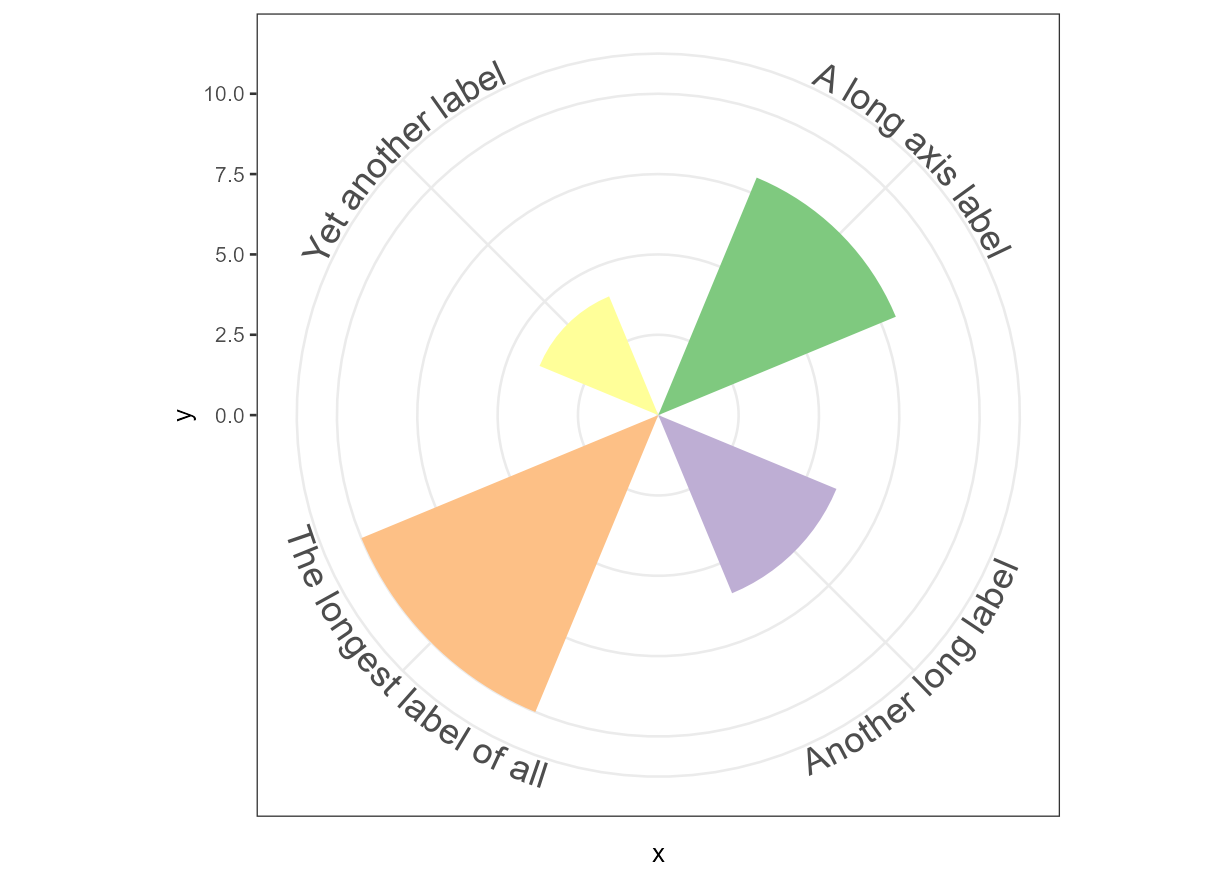 Yet another label
A long axis label
10.0
7.5
5.0
2.5
0.0
y
The longest label of all
Another long label
x